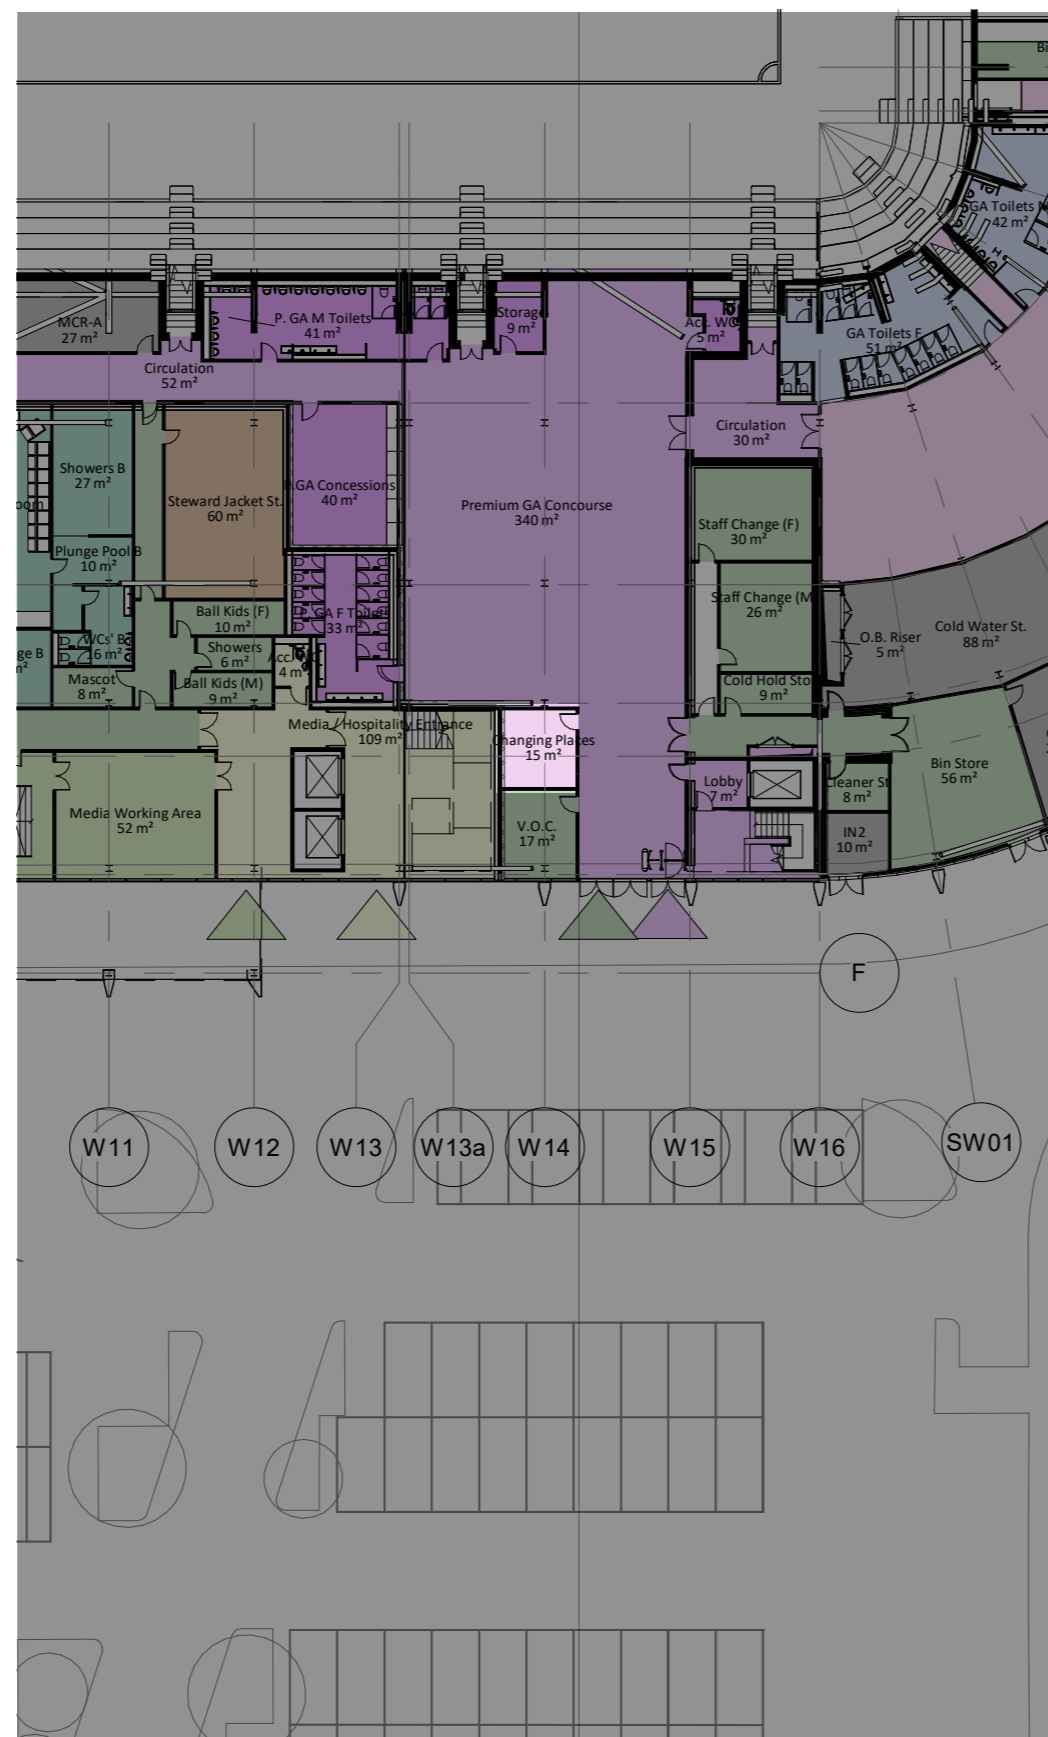 Bi
GA Toilets
42 m²
MCR-A
27 m²
P. GA M Toilets
41 m²
Storage
9 m²
Acc. WC
5 m²
GA Toilets F
51 m²
Circulation
52 m²
Circulation
30 m²
Showers B
27 m²
Steward Jacket St.
60 m²
P.GA Concessions
40 m²
Premium GA Concourse
340 m²
Staff Change (F)
30 m²
oom
Plunge Pool B
10 m²
Ball Kids (F)
10 m²
P. GA F Toilets
33 m²
Staff Change (M
26 m²
O.B. Riser
5 m²
Cold Water St.
88 m²
WCs' B
16 m²
Showers
6 m²
Acc. WC
4 m²
ge B
m²
Mascot
8 m²
Ball Kids (M)
9 m²
Cold Hold Sto
9 m²
Media / Hospitality Entrance
109 m²
Changing Places
15 m²
Lobby
7 m²
Cleaner St
8 m²
Bin Store
56 m²
Media Working Area
52 m²
V.O.C.
17 m²
IN2
10 m²
F
W11
W12
W13
W13a
W14
W15
W16
SW01